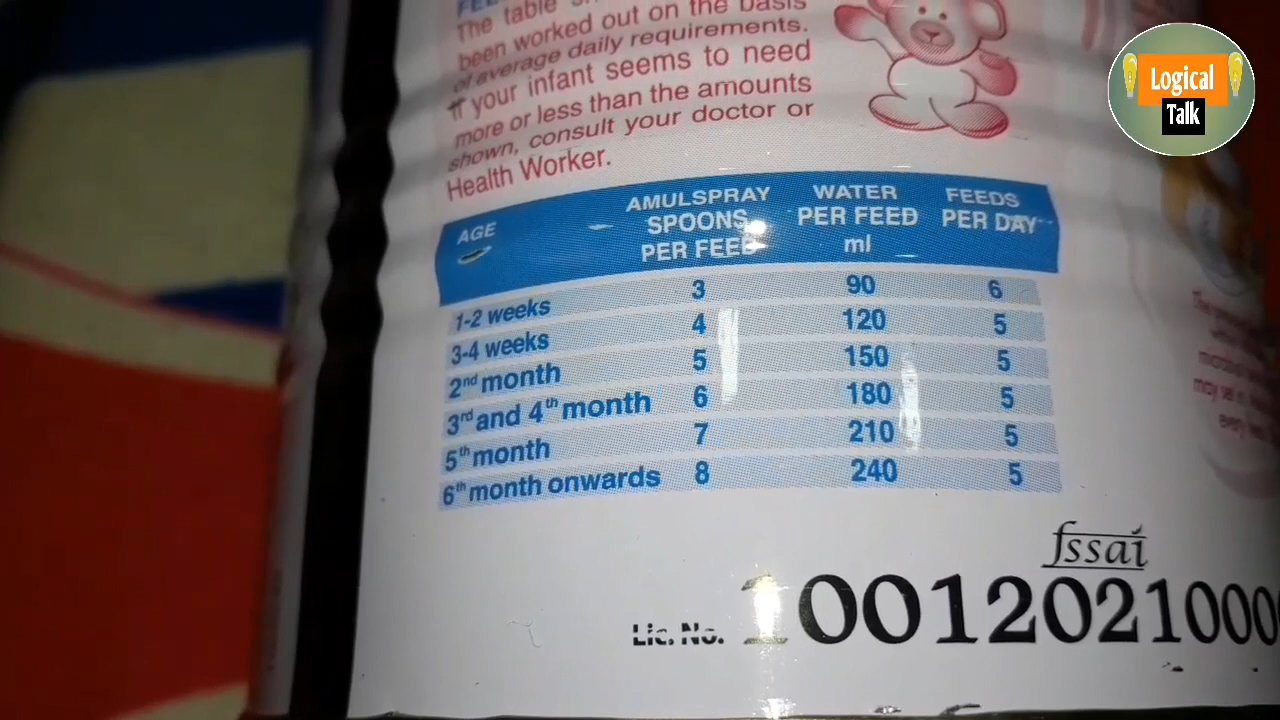 The table
been worked out on the basis
of average daily requirements.
If your infant seems to need
more or less than the amounts
shown, consult your doctor or
Health Worker.
AGE AMULSPRAY SPOONS PER FEED WATER PER FEED ml FEEDS PER DAY
1-2 weeks 3 90 6
3-4 weeks 4 120 5
2nd month 5 150 5
3rd and 4th month 6 180 5
5th month 7 210 5
6th month onwards 8 240 5
fssai
Lic. No. 10012021000
Logical
Talk